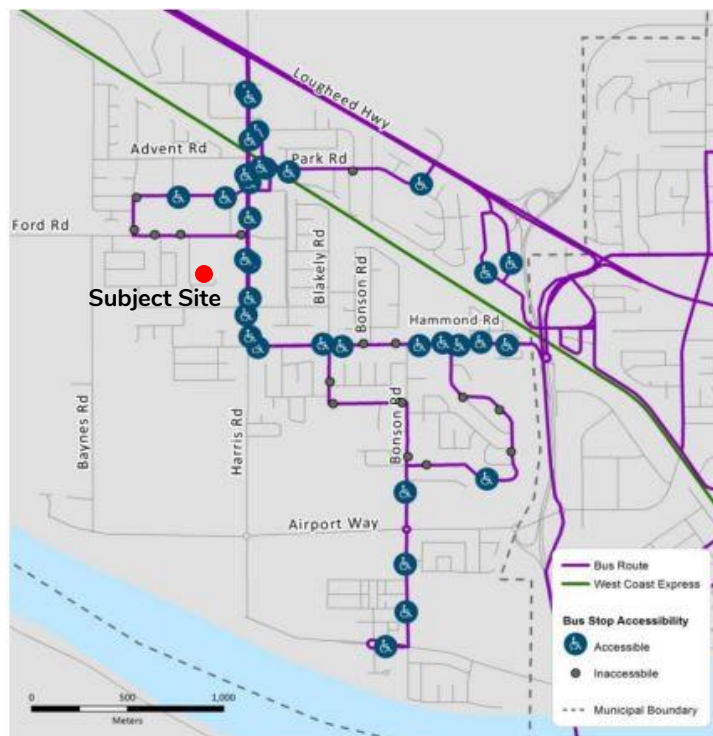 Lougheed Hwy
Advent Rd
Park Rd
Ford Rd
Blakely Rd
Bonson Rd
Subject Site
Hammond Rd
Baynes Rd
Harris Rd
Bonson Rd
Airport Way
Bus Route
West Coast Express
Bus Stop Accessibility
Accessible
Inaccessbile
Municipal Boundary
0 500 1,000
Meters